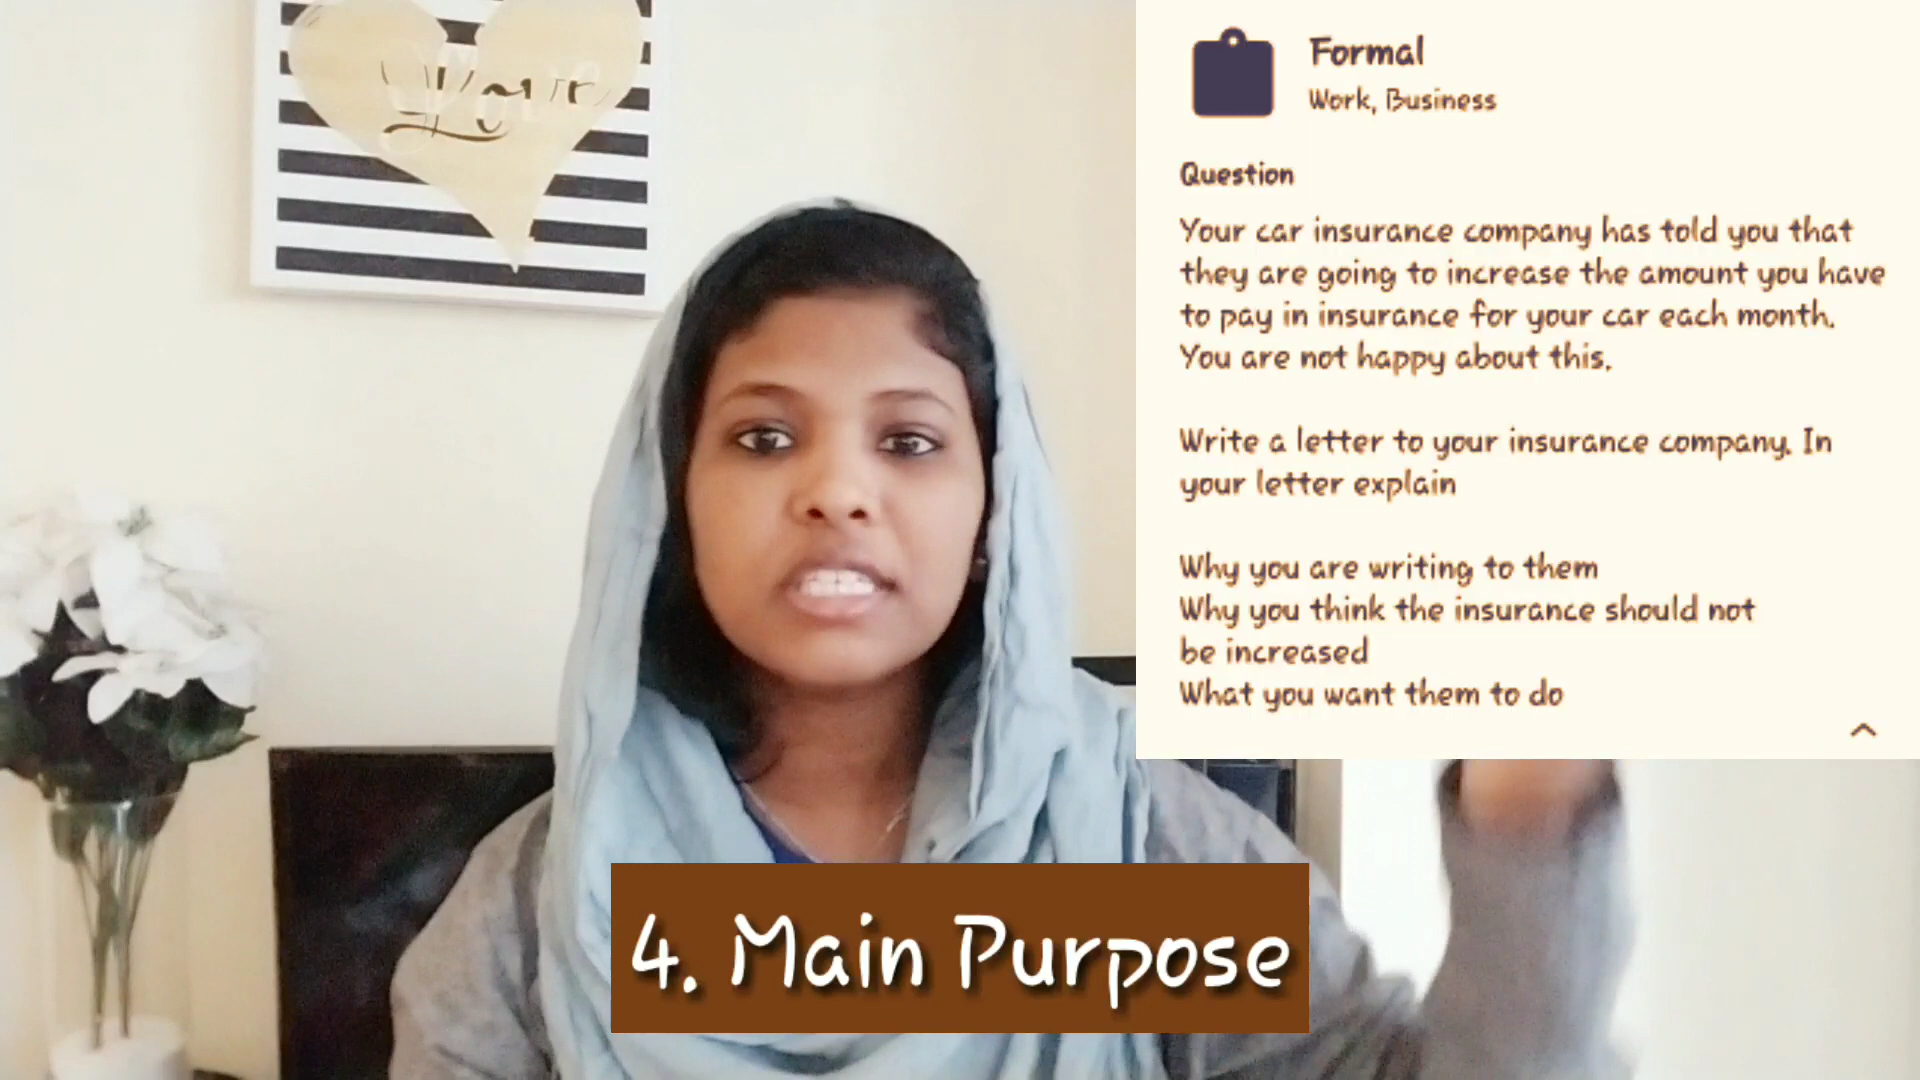 Love
Formal
Work, Business
Question
Your car insurance company has told you that
they are going to increase the amount you have
to pay in insurance for your car each month.
You are not happy about this.
Write a letter to your insurance company. In
your letter explain
Why you are writing to them
Why you think the insurance should not
be increased
What you want them to do
4. Main Purpose